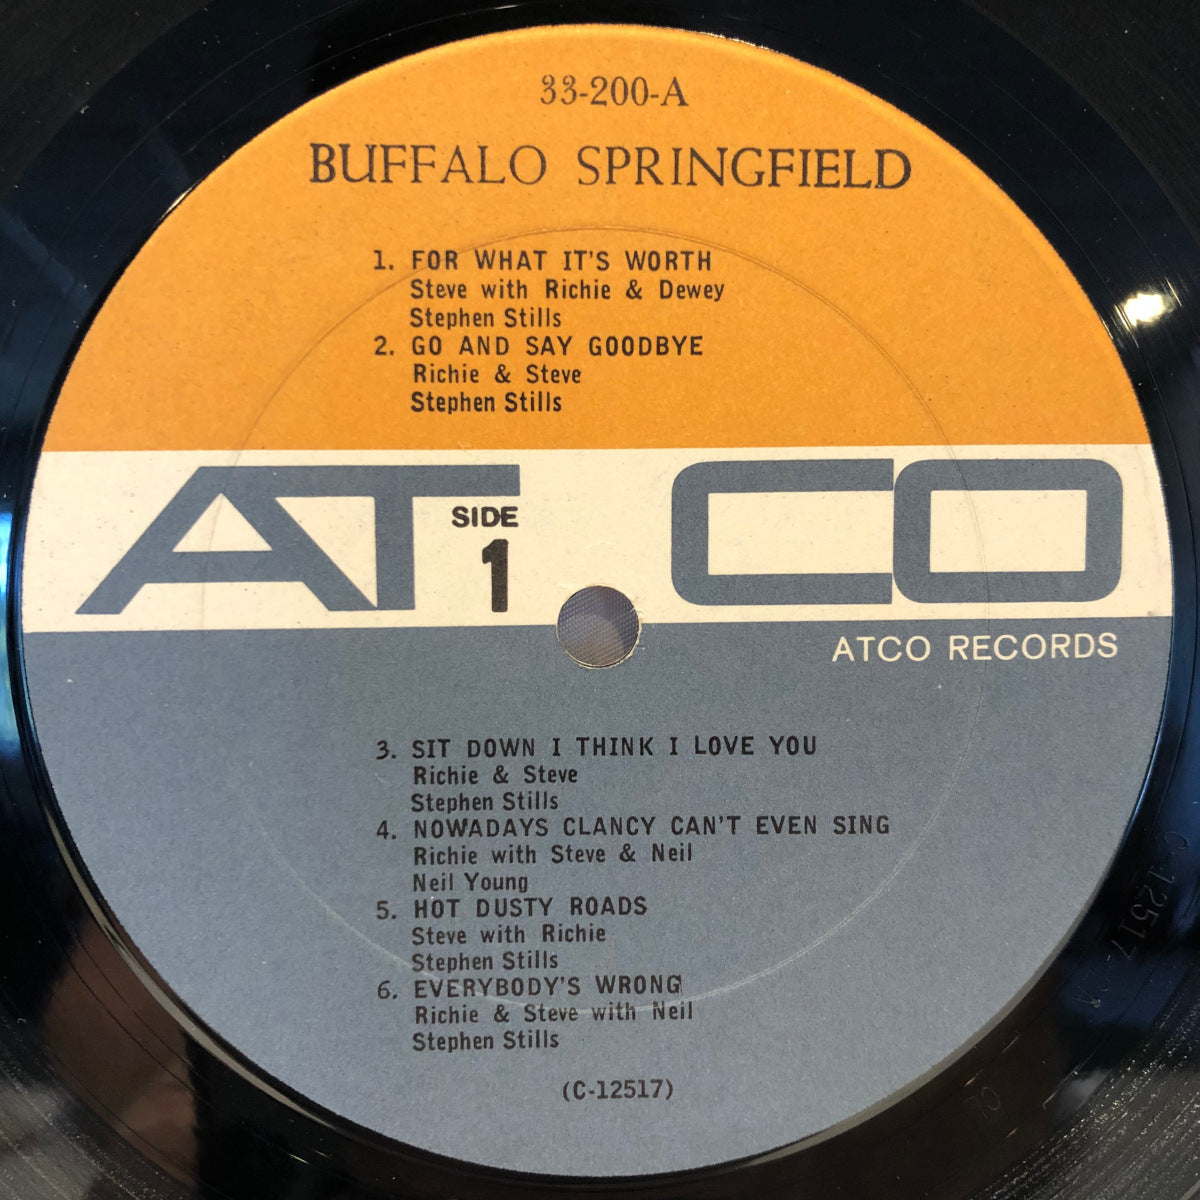 33-200-A
BUFFALO SPRINGFIELD
1. FOR WHAT IT'S WORTH
Steve with Richie & Dewey
Stephen Stills
2. GO AND SAY GOODBYE
Richie & Steve
Stephen Stills
ATCO
SIDE
1
ATCO RECORDS
3. SIT DOWN I THINK I LOVE YOU
Richie & Steve
Stephen Stills
4. NOWADAYS CLANCY CAN'T EVEN SING
Richie with Steve & Neil
Neil Young
5. HOT DUSTY ROADS
Steve with Richie
Stephen Stills
6. EVERYBODY'S WRONG
Richie & Steve with Neil
Stephen Stills
(C-12517)
C-12517-